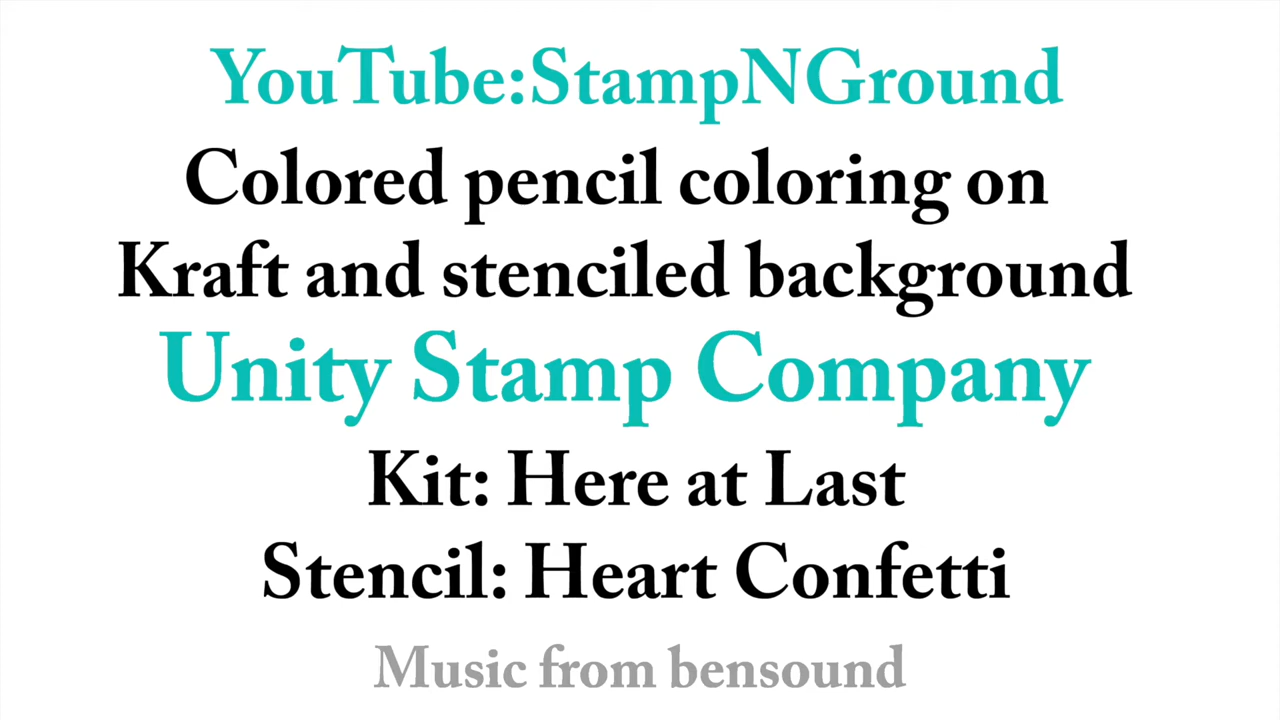 YouTube:StampNGround
Colored pencil coloring on
Kraft and stenciled background
Unity Stamp Company
Kit: Here at Last
Stencil: Heart Confetti
Music from bensound